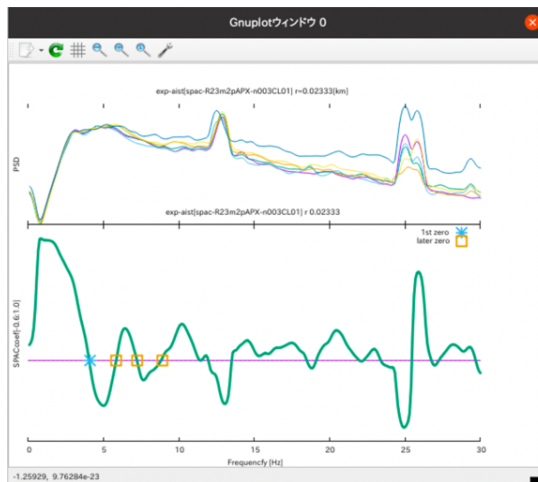 Gnuplotウィンドウ 0
exp-aist[spac-R23m2pAPX-n003CL01] r=0.02333[km]
PSD
exp-aist[spac-R23m2pAPX-n003CL01] r 0.02333
1st zero
later zero
SPACcoef[-0.6:1.0]
0 5 10 15 20 25 30
Frequencfy [Hz]
-1.25929, 9.76284e-23